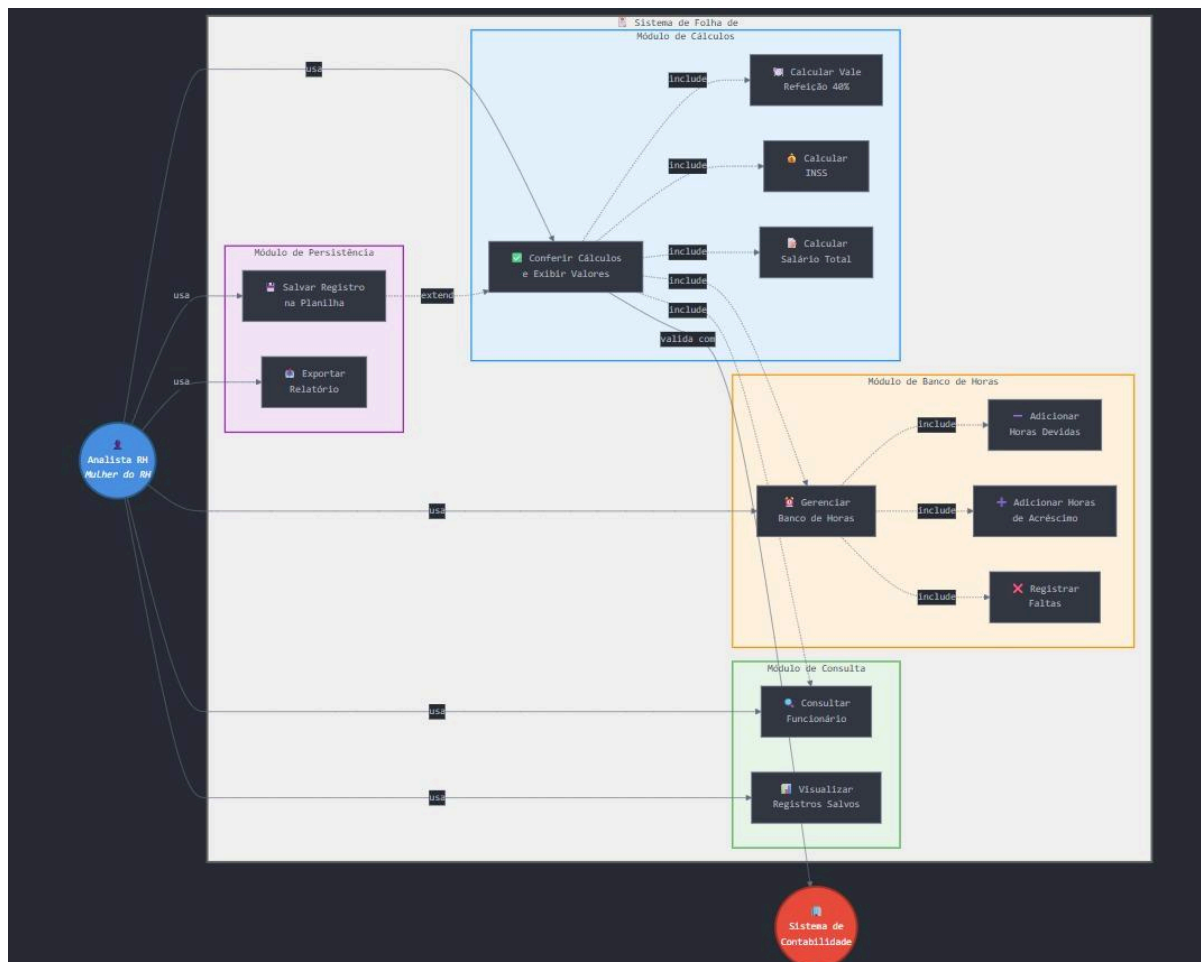 Sistema de Folha de
Módulo de Cálculos
usa
include
Calcular Vale
Refeição 40%
include
Calcular
INSS
Conferir Cálculos
e Exibir Valores
include
Calcular
Salário Total
include
include
valida com
Módulo de Persistência
usa
Salvar Registro
na Planilha
extend
usa
Exportar
Relatório
Módulo de Banco de Horas
include
Adicionar
Horas Devidas
Analista RH
Mulher do RH
usa
Gerenciar
Banco de Horas
include
Adicionar Horas
de Acréscimo
include
Registrar
Faltas
Módulo de Consulta
usa
Consultar
Funcionário
usa
Visualizar
Registros Salvos
Sistema de
Contabilidade